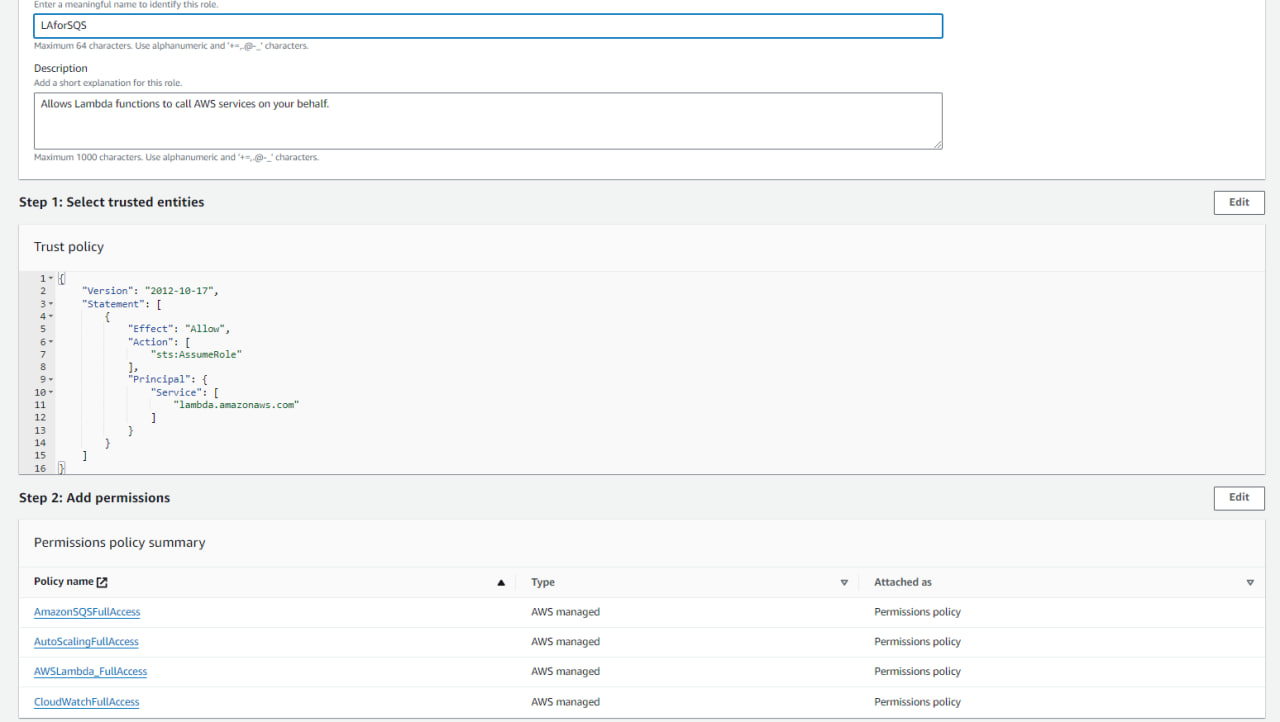 Enter a meaningful name to identify this role.
LAforSQS
Maximum 64 characters. Use alphanumeric and '+=,.@-_' characters.
Description
Add a short explanation for this role.
Allows Lambda functions to call AWS services on your behalf.
Maximum 1000 characters. Use alphanumeric and '+=,.@-_' characters.
Step 1: Select trusted entities
Edit
Trust policy
1 {
2 "Version": "2012-10-17",
3 "Statement": [
4 {
5 "Effect": "Allow",
6 "Action": [
7 "sts:AssumeRole"
8 ],
9 "Principal": {
10 "Service": [
11 "lambda.amazonaws.com"
12 ]
13 }
14 }
15 ]
16 }
Step 2: Add permissions
Edit
Permissions policy summary
Policy name Type Attached as
AmazonSQSFullAccess AWS managed Permissions policy
AutoScalingFullAccess AWS managed Permissions policy
AWSLambda_FullAccess AWS managed Permissions policy
CloudWatchFullAccess AWS managed Permissions policy